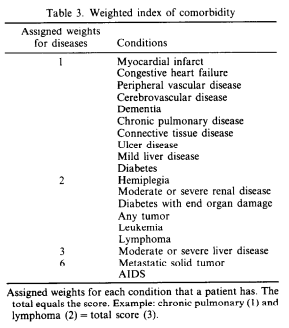 Table 3. Weighted index of comorbidity
Assigned weights
for diseases Conditions
1 Myocardial infarct
Congestive heart failure
Peripheral vascular disease
Cerebrovascular disease
Dementia
Chronic pulmonary disease
Connective tissue disease
Ulcer disease
Mild liver disease
Diabetes
2 Hemiplegia
Moderate or severe renal disease
Diabetes with end organ damage
Any tumor
Leukemia
Lymphoma
3 Moderate or severe liver disease
6 Metastatic solid tumor
AIDS
Assigned weights for each condition that a patient has. The
total equals the score. Example: chronic pulmonary (1) and
lymphoma (2) = total score (3).